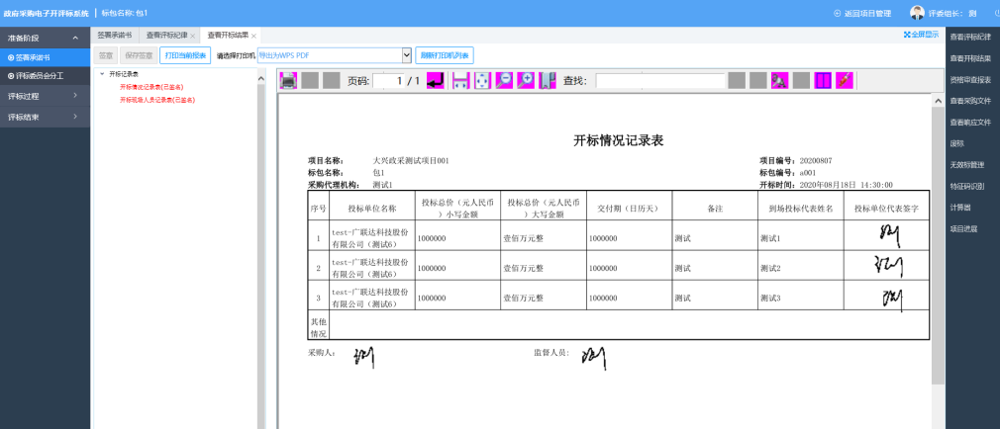 政府采购电子开评标系统 标包名称:包1 返回项目管理 评委组长:
准备阶段
签署承诺书
评标委员会分工
评标过程
评标结束
签署承诺书 查看评标纪律 × 查看开标结果 × 全屏显示
签章 保存签章 打印当前报表 请选择打印机 导出为WPS PDF 刷新打印机列表
开标记录表
开标情况记录表(已签名)
开标现场人员记录表(已签名)
页码: 1 / 1 查找:
开标情况记录表
项目名称: 大兴政采测试项目001 项目编号: 20200807
标包名称: 包1 标包编号: a001
采购代理机构: 测试1 开标时间: 2020年08月18日 14:30:00
序号 投标单位名称 投标总价(元人民币)小写金额 投标总价(元人民币)大写金额 交付期(日历天) 备注 到场投标代表姓名 投标单位代表签字
1 test-广联达科技股份有限公司(测试6) 1000000 壹佰万元整 1000000 测试 测试1
2 test-广联达科技股份有限公司(测试6) 1000000 壹佰万元整 1000000 测试 测试2
3 test-广联达科技股份有限公司(测试6) 1000000 壹佰万元整 1000000 测试 测试3
其他情况
采购人: 监督人员:
查看评标纪律
查看开标结果
资格审查报表
查看采购文件
查看响应文件
废标
无效标管理
特征码识别
计算器
项目进展